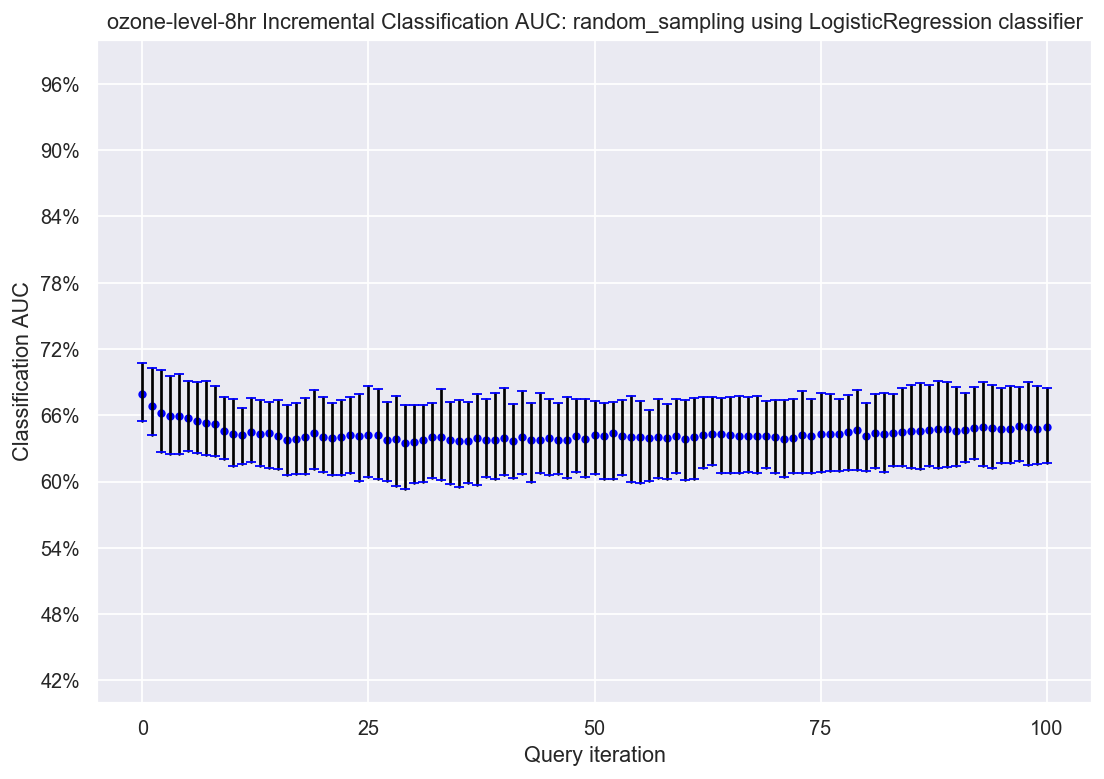 ozone-level-8hr Incremental Classification AUC: random_sampling using LogisticRegression classifier
96%
90%
84%
78%
72%
66%
60%
54%
48%
42%
Classification AUC
0 25 50 75 100
Query iteration